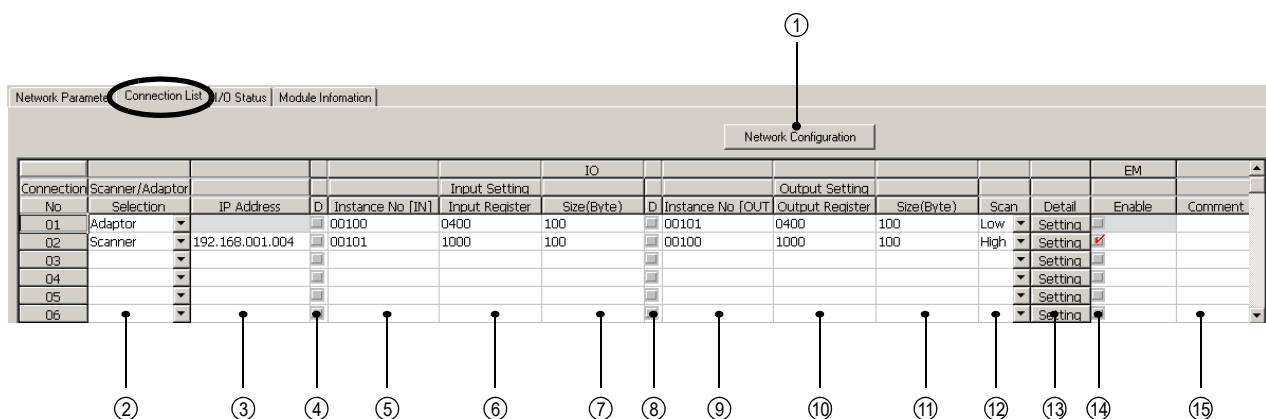 ①
Network Paramete Connection List I/O Status Module Infomation
Network Configuration
IO EM
Connection Scanner/Adaptor Input Setting Output Setting
No Selection IP Address D Instance No [IN] Input Register Size(Byte) D Instance No [OUT Output Register Size(Byte) Scan Detail Enable Comment
01 Adaptor 00100 0400 100 00101 0400 100 Low Setting
02 Scanner 192.168.001.004 00101 1000 100 00100 1000 100 High Setting
03 Setting
04 Setting
05 Setting
06 Setting
② ③ ④ ⑤ ⑥ ⑦ ⑧ ⑨ ⑩ ⑪ ⑫ ⑬ ⑭ ⑮